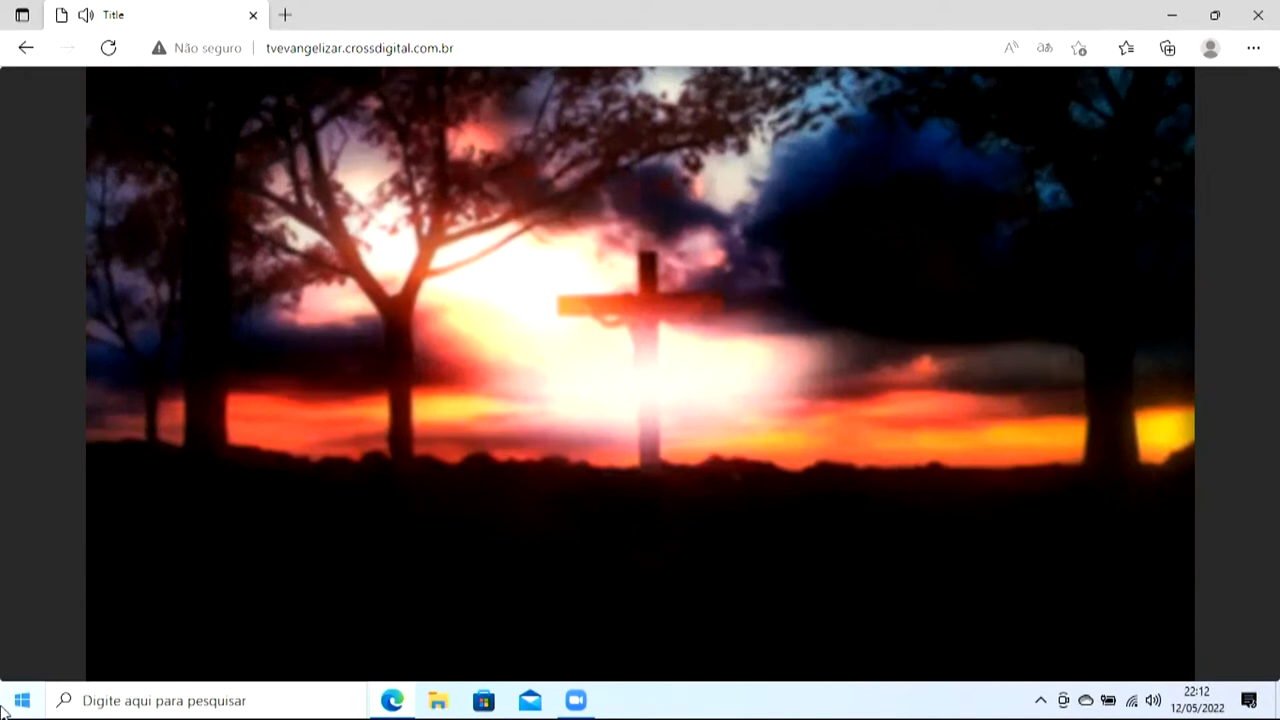 Title
Não seguro
tvevangelizar.crossdigital.com.br
Digite aqui para pesquisar
22:12
12/05/2022